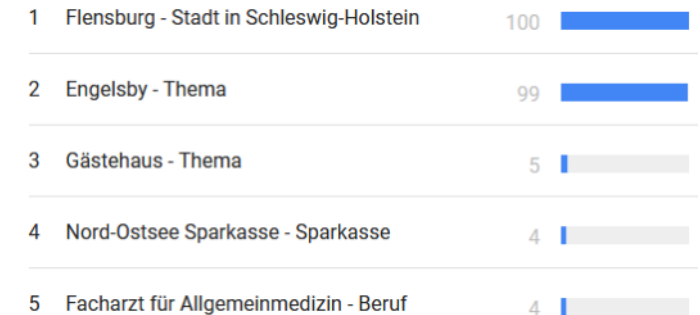 1 Flensburg - Stadt in Schleswig-Holstein 100
2 Engelsby - Thema 99
3 Gästehaus - Thema 5
4 Nord-Ostsee Sparkasse - Sparkasse 4
5 Facharzt für Allgemeinmedizin - Beruf 4